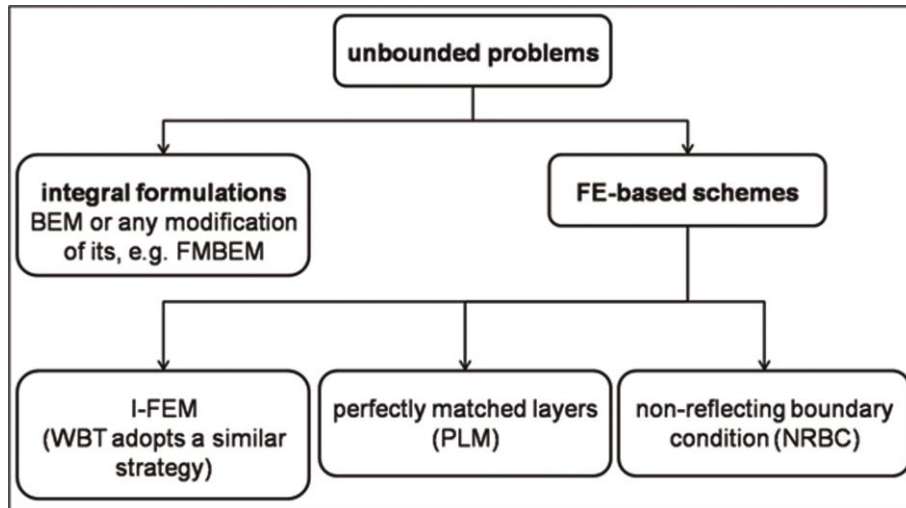 unbounded problems
integral formulations
BEM or any modification
of its, e.g. FMBEM
FE-based schemes
I-FEM
(WBT adopts a similar
strategy)
perfectly matched layers
(PLM)
non-reflecting boundary
condition (NRBC)